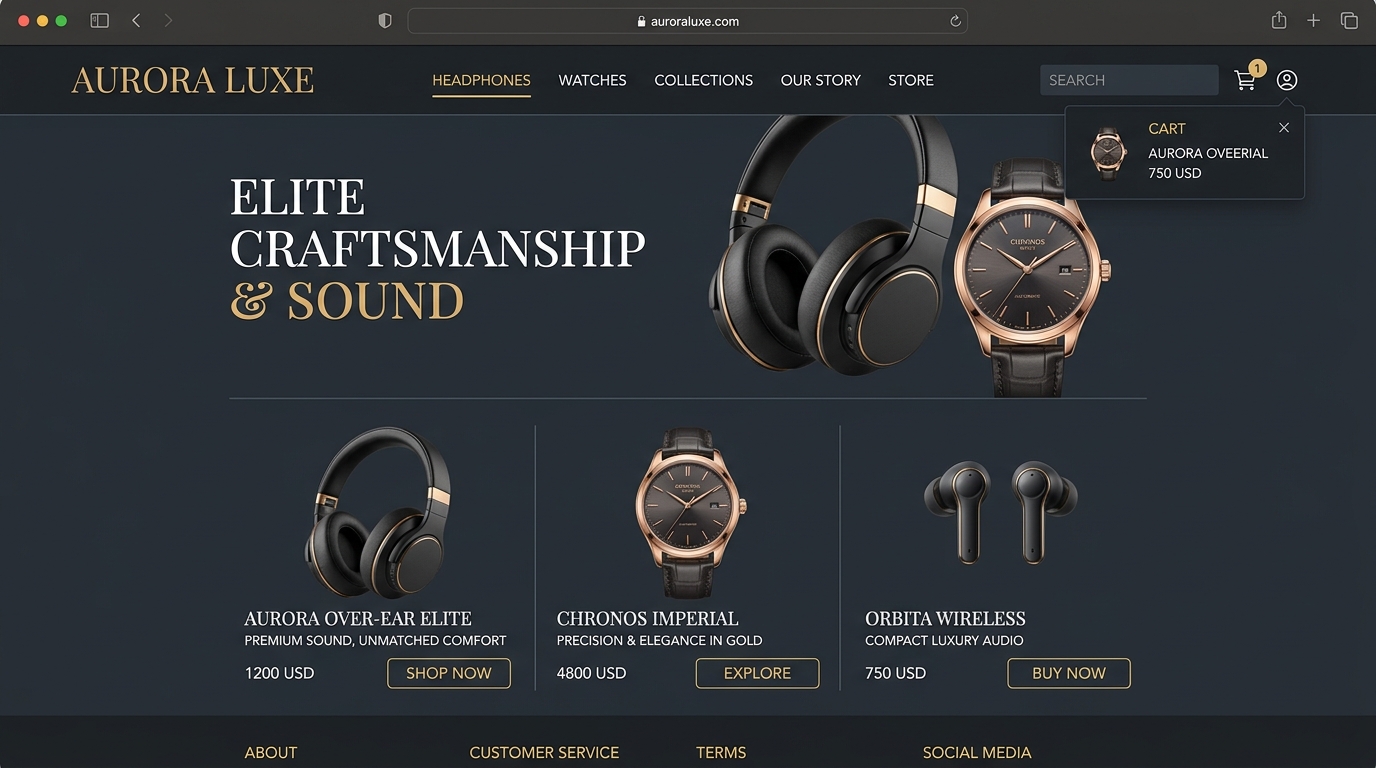 auroraluxe.com
AURORA LUXE
HEADPHONES WATCHES COLLECTIONS OUR STORY STORE
SEARCH
1
CART
AURORA OVEERIAL
750 USD
ELITE
CRAFTSMANSHIP
& SOUND
CHRONOS
AURORA OVER-EAR ELITE
PREMIUM SOUND, UNMATCHED COMFORT
1200 USD
SHOP NOW
CHRONOS IMPERIAL
PRECISION & ELEGANCE IN GOLD
4800 USD
EXPLORE
ORBITA WIRELESS
COMPACT LUXURY AUDIO
750 USD
BUY NOW
ABOUT CUSTOMER SERVICE TERMS SOCIAL MEDIA